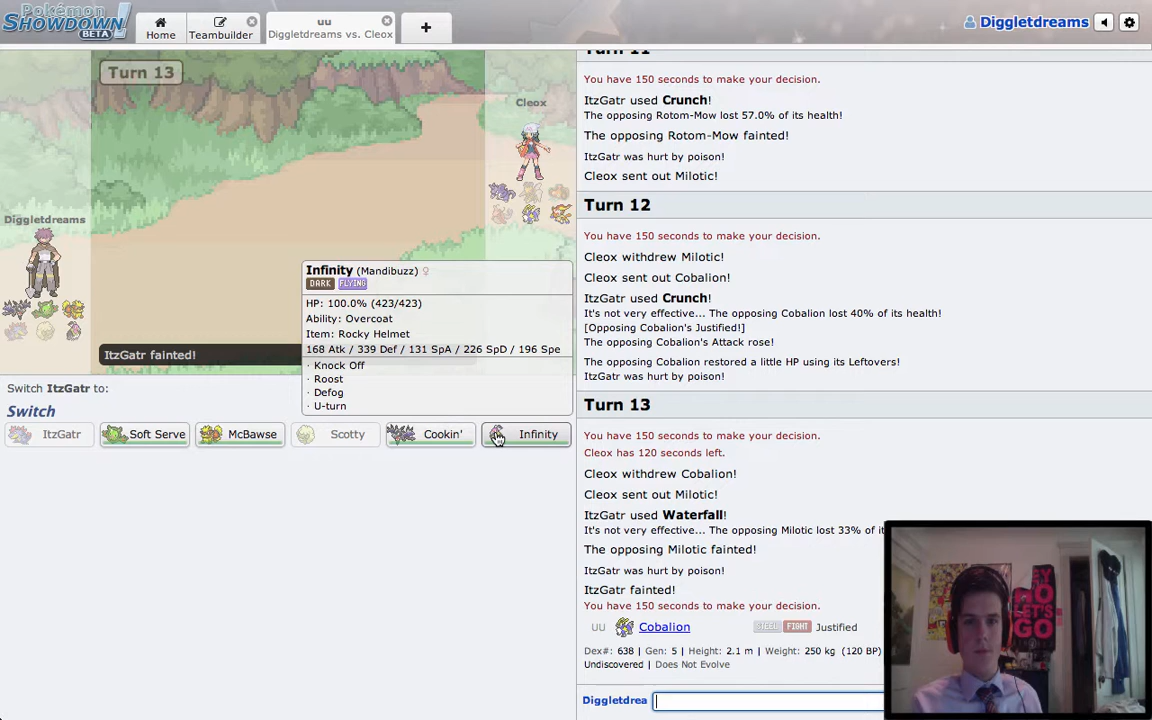 Pokémon
SHOWDOWN!
BETA
Home
Teambuilder
uu
Diggletdreams vs. Cleox
+
Diggletdreams
Turn 13
Cleox
Diggletdreams
ItzGatr fainted!
Infinity (Mandibuzz) ♀
DARK FLYING
HP: 100.0% (423/423)
Ability: Overcoat
Item: Rocky Helmet
168 Atk / 339 Def / 131 SpA / 226 SpD / 196 Spe
· Knock Off
· Roost
· Defog
· U-turn
Switch ItzGatr to:
Switch
ItzGatr
Soft Serve
McBawse
Scotty
Cookin'
Infinity
Turn 11
You have 150 seconds to make your decision.
ItzGatr used Crunch!
The opposing Rotom-Mow lost 57.0% of its health!
The opposing Rotom-Mow fainted!
ItzGatr was hurt by poison!
Cleox sent out Milotic!
Turn 12
You have 150 seconds to make your decision.
Cleox withdrew Milotic!
Cleox sent out Cobalion!
ItzGatr used Crunch!
It's not very effective... The opposing Cobalion lost 40% of its health!
[Opposing Cobalion's Justified!]
The opposing Cobalion's Attack rose!
The opposing Cobalion restored a little HP using its Leftovers!
ItzGatr was hurt by poison!
Turn 13
You have 150 seconds to make your decision.
Cleox has 120 seconds left.
Cleox withdrew Cobalion!
Cleox sent out Milotic!
ItzGatr used Waterfall!
It's not very effective... The opposing Milotic lost 33% of it
The opposing Milotic fainted!
ItzGatr was hurt by poison!
ItzGatr fainted!
You have 150 seconds to make your decision.
UU Cobalion STEEL FIGHT Justified
Dex#: 638 | Gen: 5 | Height: 2.1 m | Weight: 250 kg (120 BP)
Undiscovered | Does Not Evolve
Diggletdrea
HEY
HO
LET'S
GO